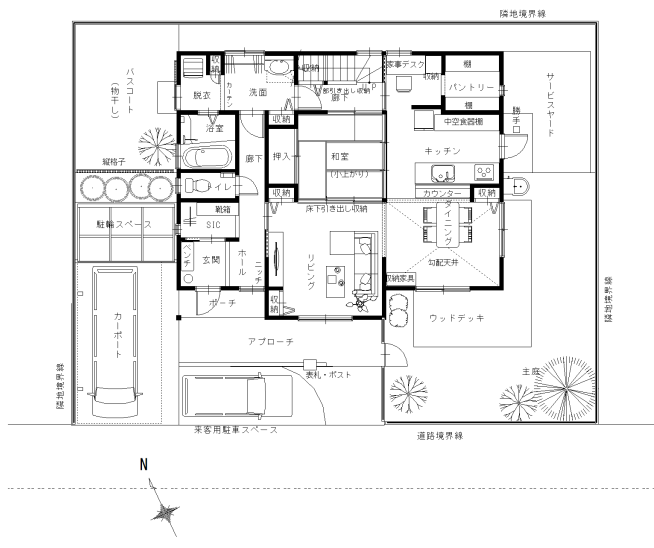 隣地境界線
バスコート
(物干し)
収納
脱衣
カーテン
洗面
収納
一部引き出し収納
廊下
UP
家事デスク
収納
棚
パントリー
棚
サービスヤード
勝手口
中空食器棚
キッチン
カウンター
収納
浴室
収納
廊下
押入
和室
(小上がり)
収納
床下引き出し収納
縦格子
トイレ
駐輪スペース
靴箱
SIC
玄関
ベンチ
ホール
ニッチ
リビング
ダイニング
勾配天井
収納家具
収納
ポーチ
カーポート
アプローチ
表札・ポスト
ウッドデッキ
主庭
隣地境界線
隣地境界線
来客用駐車スペース
道路境界線
N